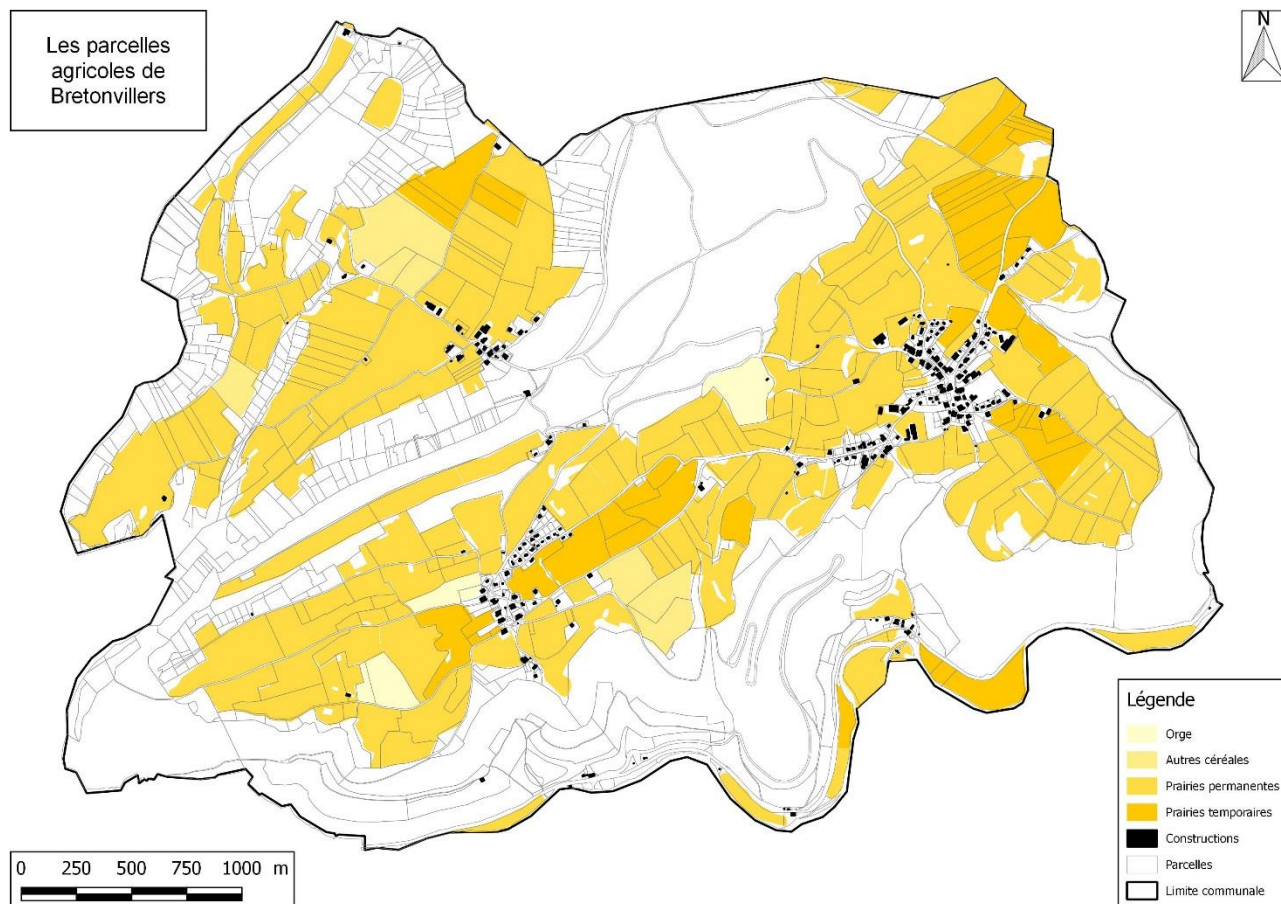 Les parcelles
agricoles de
Bretonvillers
N
Légende
Orge
Autres céréales
Prairies permanentes
Prairies temporaires
Constructions
Parcelles
Limite communale
0 250 500 750 1000 m